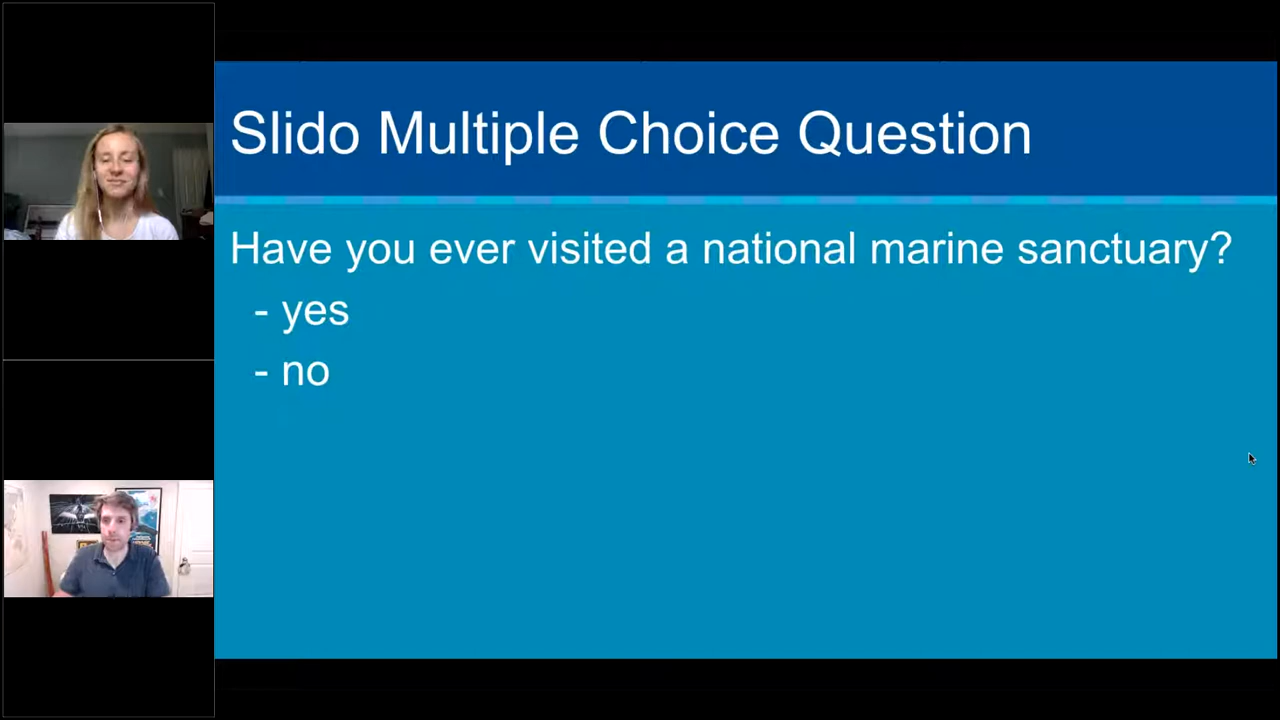 Slido Multiple Choice Question
Have you ever visited a national marine sanctuary?
- yes
- no